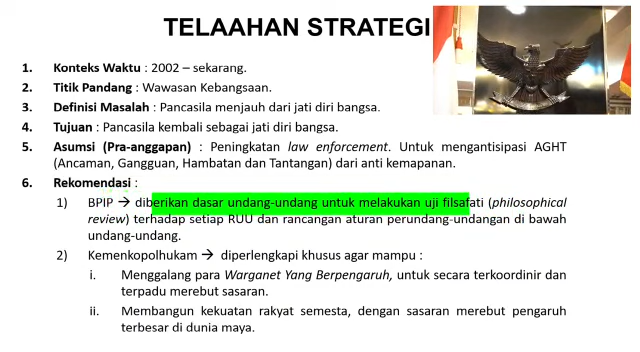 TELAAHAN STRATEGI
1. Konteks Waktu : 2002 – sekarang.
2. Titik Pandang : Wawasan Kebangsaan.
3. Definisi Masalah : Pancasila menjauh dari jati diri bangsa.
4. Tujuan : Pancasila kembali sebagai jati diri bangsa.
5. Asumsi (Pra-anggapan) : Peningkatan law enforcement. Untuk mengantisipasi AGHT
(Ancaman, Gangguan, Hambatan dan Tantangan) dari anti kemapanan.
6. Rekomendasi :
1) BPIP → diberikan dasar undang-undang untuk melakukan uji filsafati (philosophical
review) terhadap setiap RUU dan rancangan aturan perundang-undangan di bawah
undang-undang.
2) Kemenkopolhukam → diperlengkapi khusus agar mampu :
i. Menggalang para Warganet Yang Berpengaruh, untuk secara terkoordinir dan
terpadu merebut sasaran.
ii. Membangun kekuatan rakyat semesta, dengan sasaran merebut pengaruh
terbesar di dunia maya.